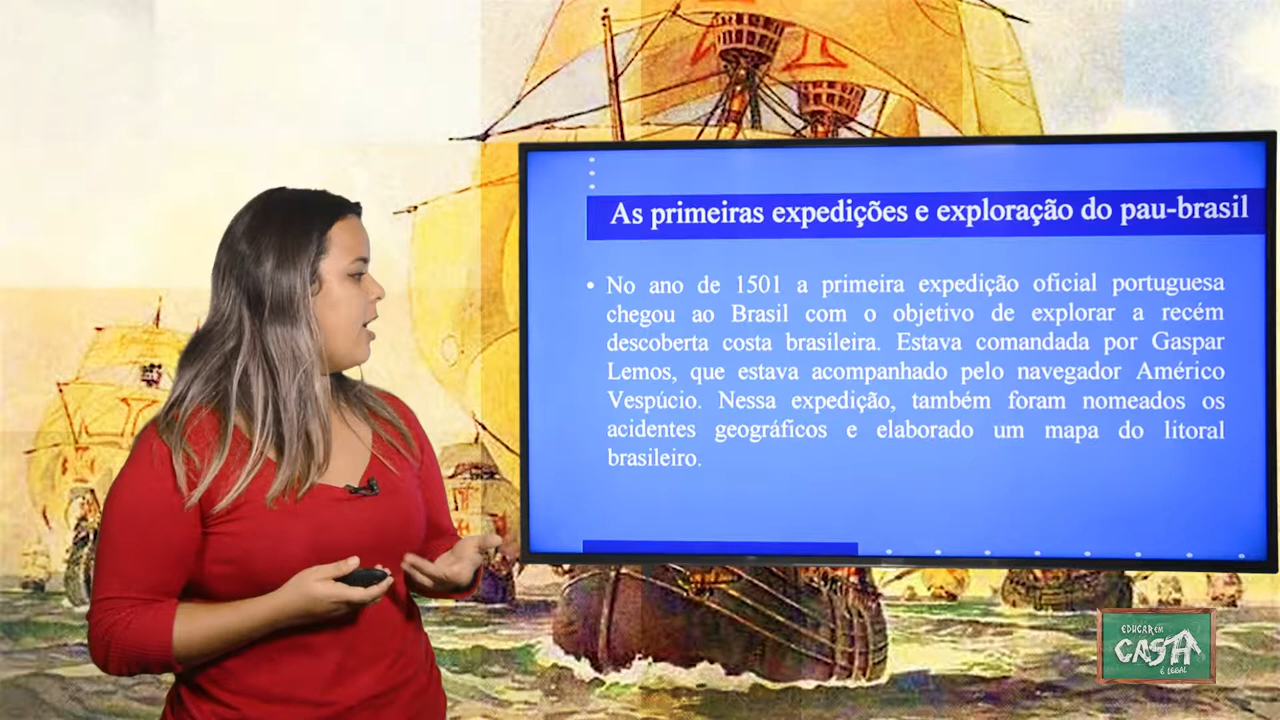 As primeiras expedições e exploração do pau-brasil
• No ano de 1501 a primeira expedição oficial portuguesa
chegou ao Brasil com o objetivo de explorar a recém
descoberta costa brasileira. Estava comandada por Gaspar
Lemos, que estava acompanhado pelo navegador Américo
Vespúcio. Nessa expedição, também foram nomeados os
acidentes geográficos e elaborado um mapa do litoral
brasileiro.
EDUCAR EM
CASA
É LEGAL